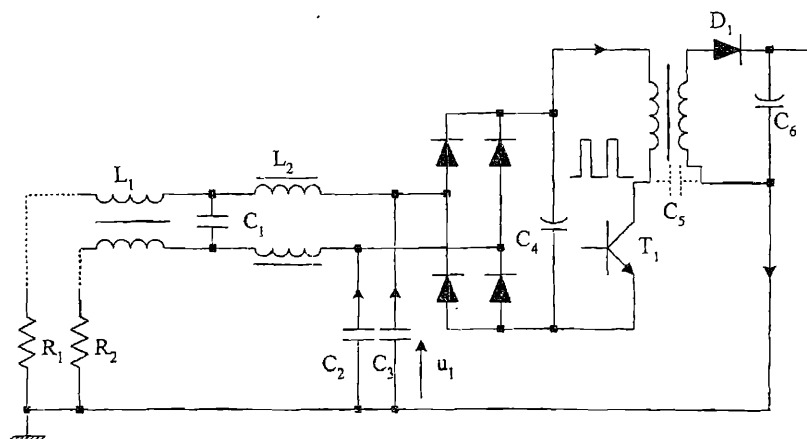 D₁
C₆
L₁
L₂
C₁
C₄
C₅
T₁
R₁
R₂
C₂
C₃
u₁